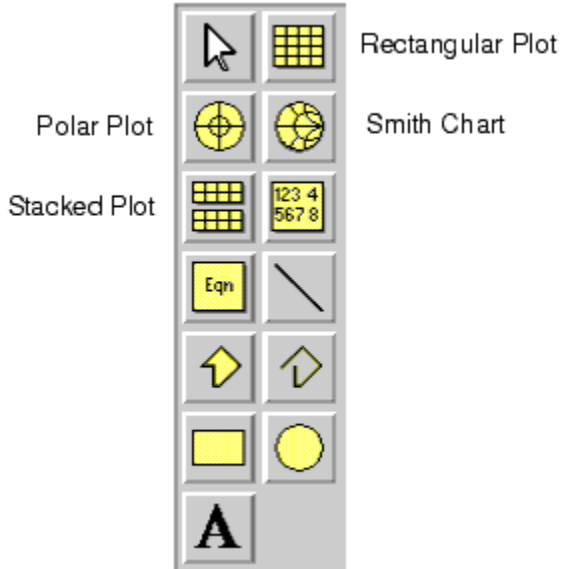 Rectangular Plot
Polar Plot
Smith Chart
Stacked Plot
123 4
567 8
Eqn
A